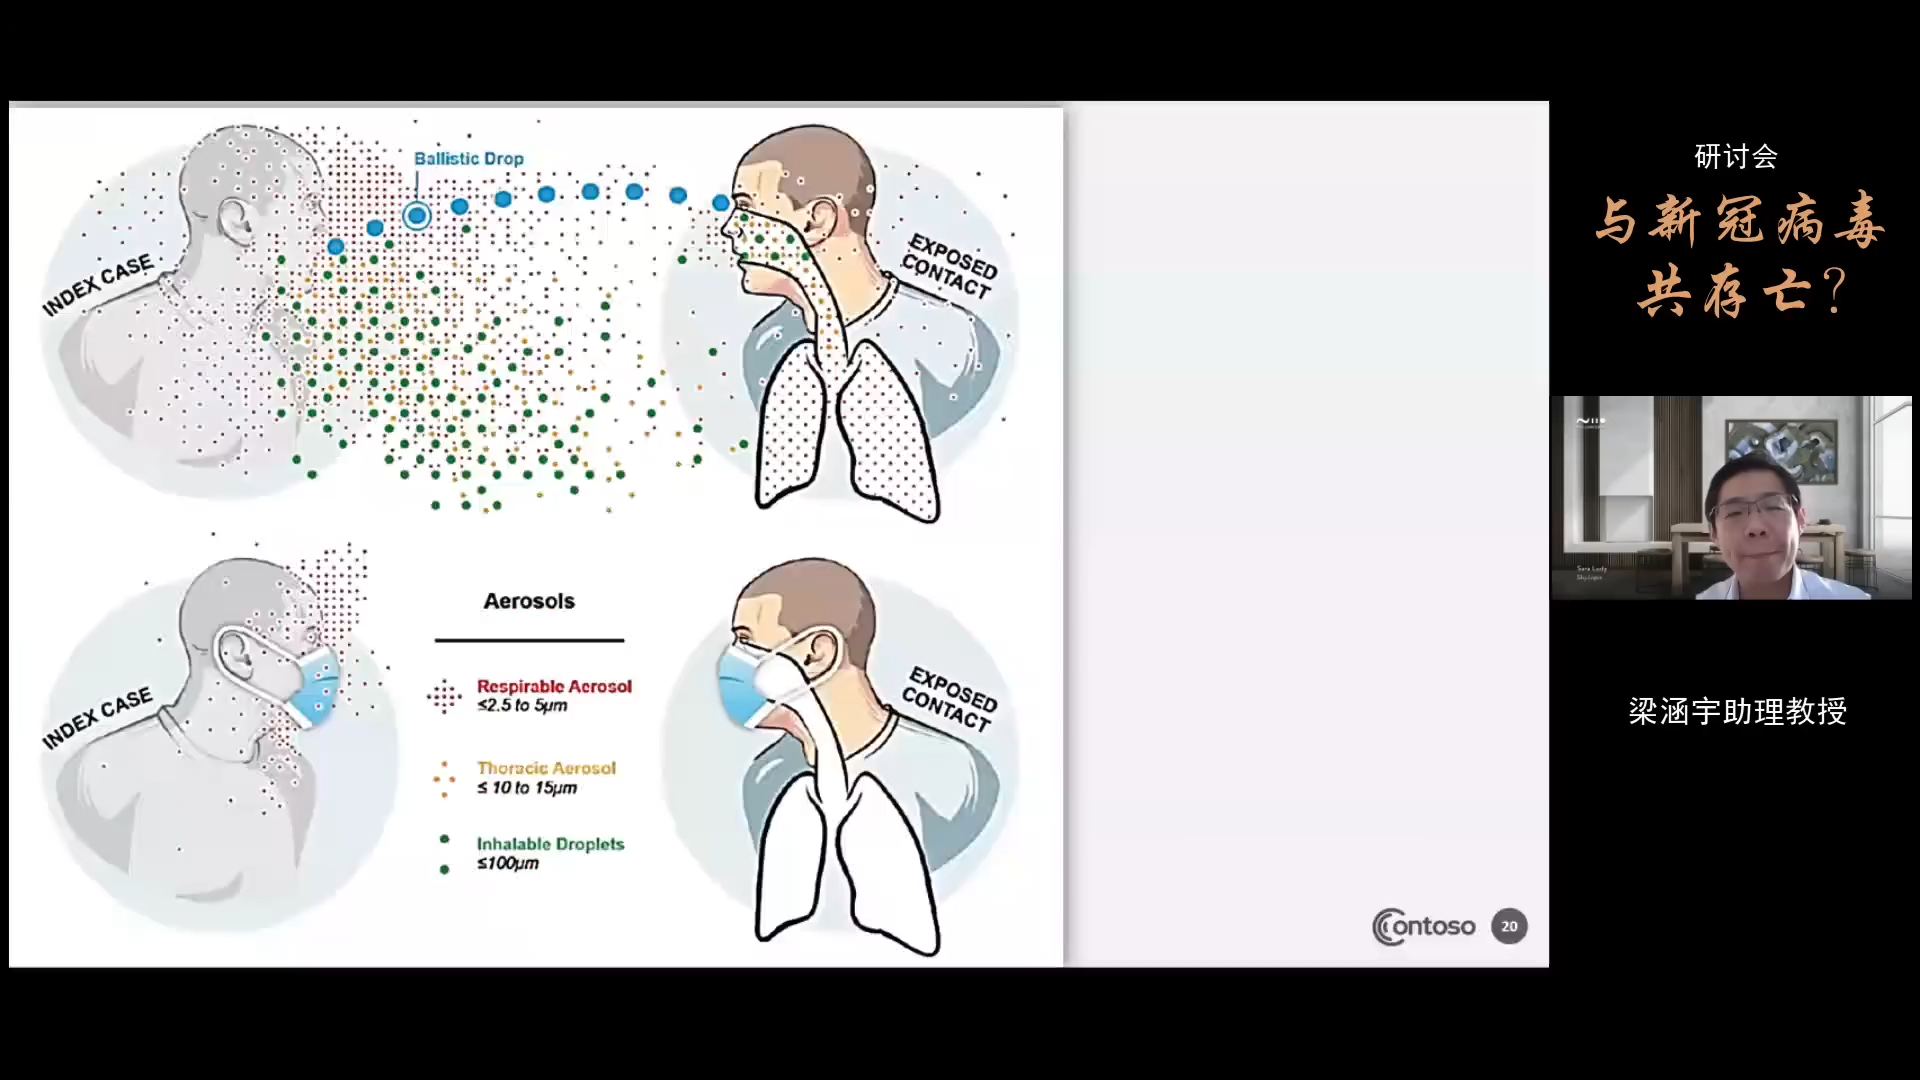 Ballistic Drop
INDEX CASE
EXPOSED
CONTACT
Aerosols
Respirable Aerosol
≤2.5 to 5µm
Thoracic Aerosol
≤ 10 to 15µm
Inhalable Droplets
≤100µm
INDEX CASE
EXPOSED
CONTACT
Contoso
20
研讨会
与新冠病毒
共存亡?
梁涵宇助理教授